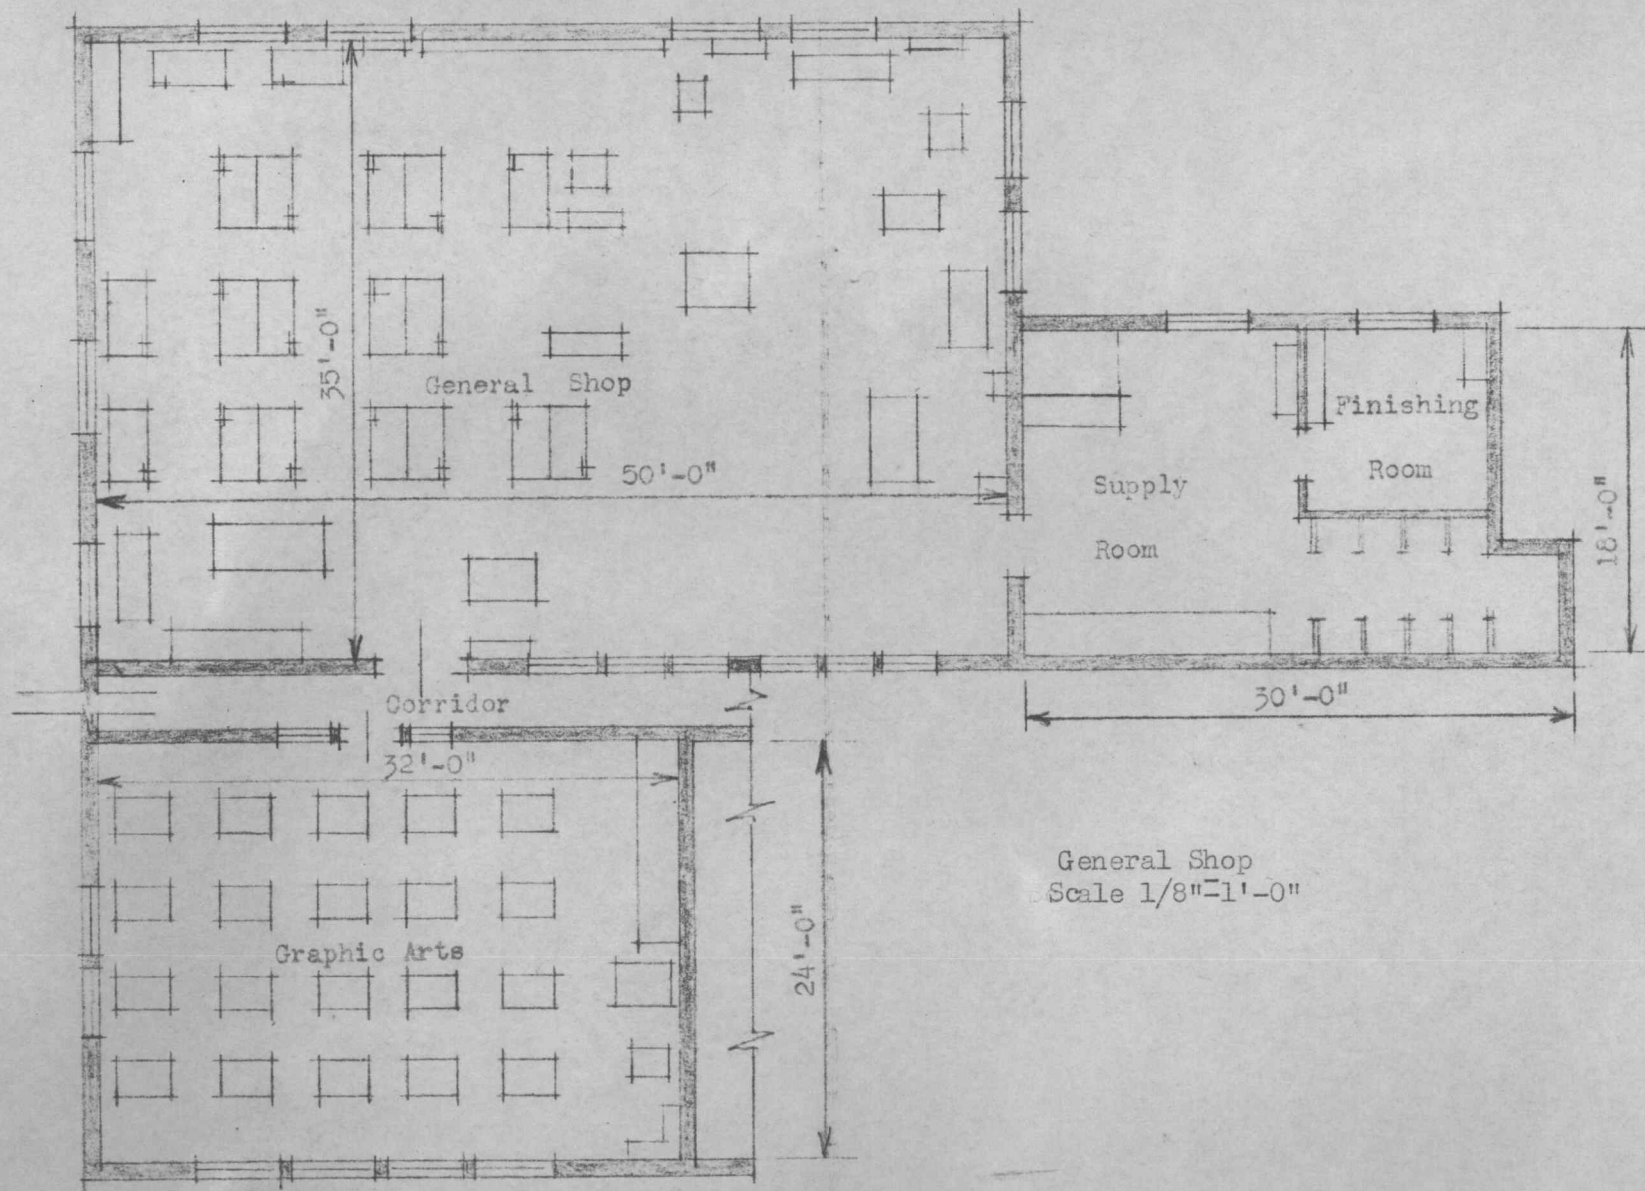 35'-0"
General Shop
50'-0"
Finishing
Room
Supply
Room
18'-0"
30'-0"
Corridor
32'-0"
General Shop
Scale 1/8"=1'-0"
24'-0"
Graphic Arts